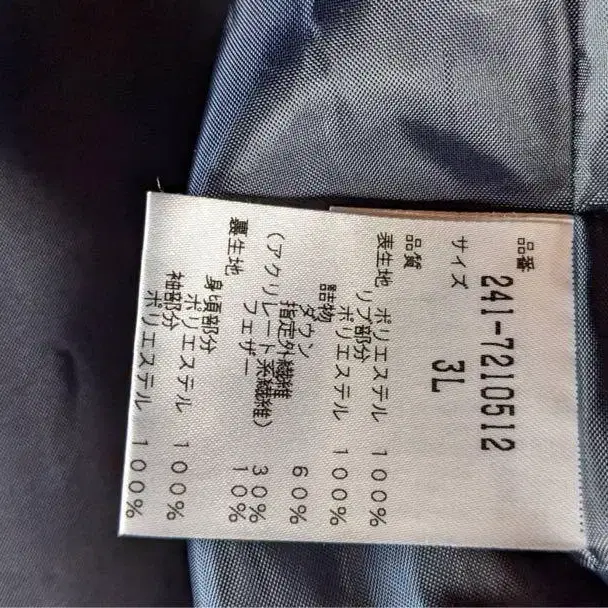 品番
241-7210512
サイズ
3L
品質
表生地 ポリエステル 100%
リブ部分
ポリエステル 100%
詰物
ダウン 60%
指定外繊維
(アクリレート系繊維) 30%
フェザー 10%
裏生地
身頃部分
ポリエステル 100%
袖部分
ポリエステル 100%